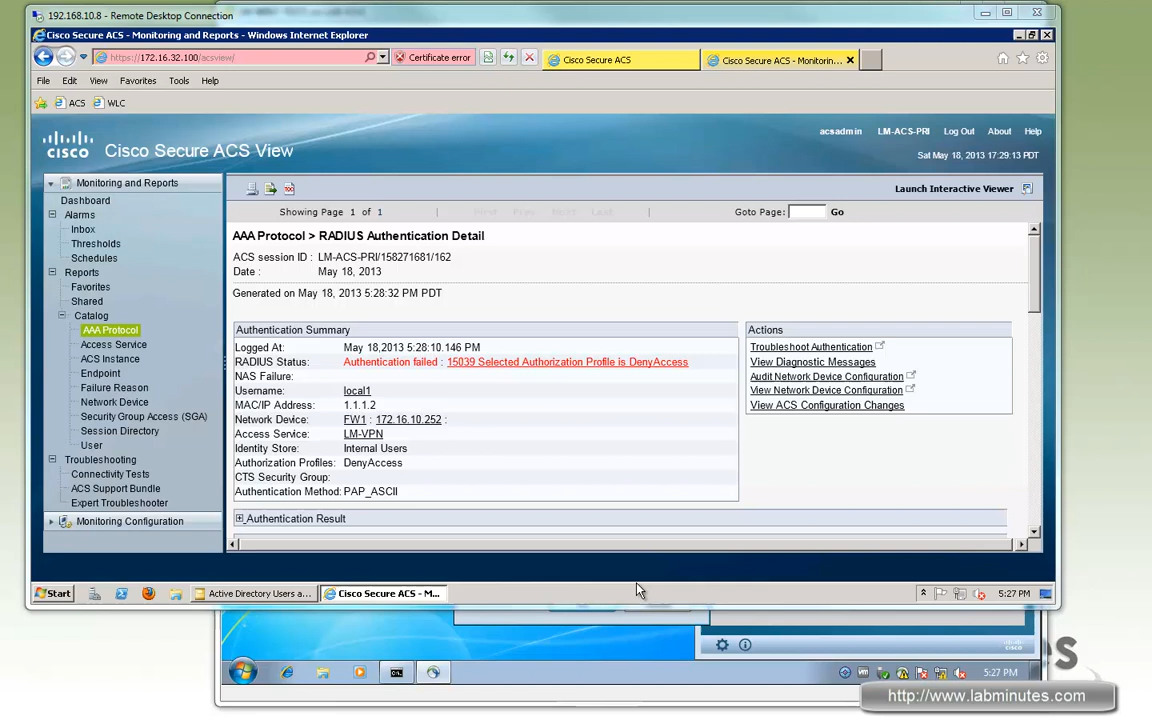 192.168.10.8 - Remote Desktop Connection
Cisco Secure ACS - Monitoring and Reports - Windows Internet Explorer
https://172.16.32.100/acsview/
Certificate error
Cisco Secure ACS
Cisco Secure ACS - Monitorin...
File Edit View Favorites Tools Help
ACS WLC
CISCO
Cisco Secure ACS View
acsadmin LM-ACS-PRI Log Out About Help
Sat May 18, 2013 17:29:13 PDT
Monitoring and Reports
Dashboard
Alarms
Inbox
Thresholds
Schedules
Reports
Favorites
Shared
Catalog
AAA Protocol
Access Service
ACS Instance
Endpoint
Failure Reason
Network Device
Security Group Access (SGA)
Session Directory
User
Troubleshooting
Connectivity Tests
ACS Support Bundle
Expert Troubleshooter
Monitoring Configuration
Launch Interactive Viewer
Showing Page 1 of 1 | First Prev Next Last | Goto Page: Go
AAA Protocol > RADIUS Authentication Detail
ACS session ID : LM-ACS-PRI/158271681/162
Date : May 18, 2013
Generated on May 18, 2013 5:28:32 PM PDT
Authentication Summary
Logged At: May 18,2013 5:28:10.146 PM
RADIUS Status: Authentication failed : 15039 Selected Authorization Profile is DenyAccess
NAS Failure:
Username: local1
MAC/IP Address: 1.1.1.2
Network Device: FW1 : 172.16.10.252 :
Access Service: LM-VPN
Identity Store: Internal Users
Authorization Profiles: DenyAccess
CTS Security Group:
Authentication Method: PAP_ASCII
Authentication Result
Actions
Troubleshoot Authentication
View Diagnostic Messages
Audit Network Device Configuration
View Network Device Configuration
View ACS Configuration Changes
Start
Active Directory Users a...
Cisco Secure ACS - M...
5:27 PM
5:27 PM
http://www.labminutes.com